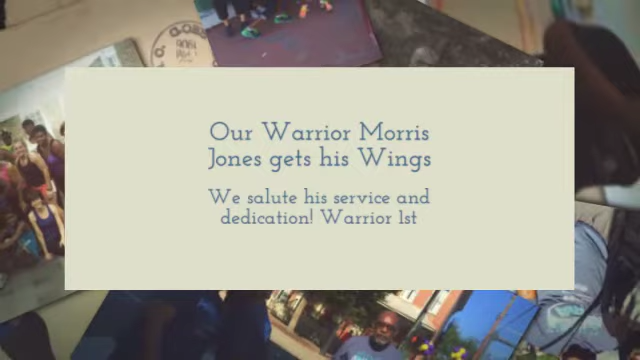 Our Warrior Morris
Jones gets his Wings
We salute his service and
dedication! Warrior 1st